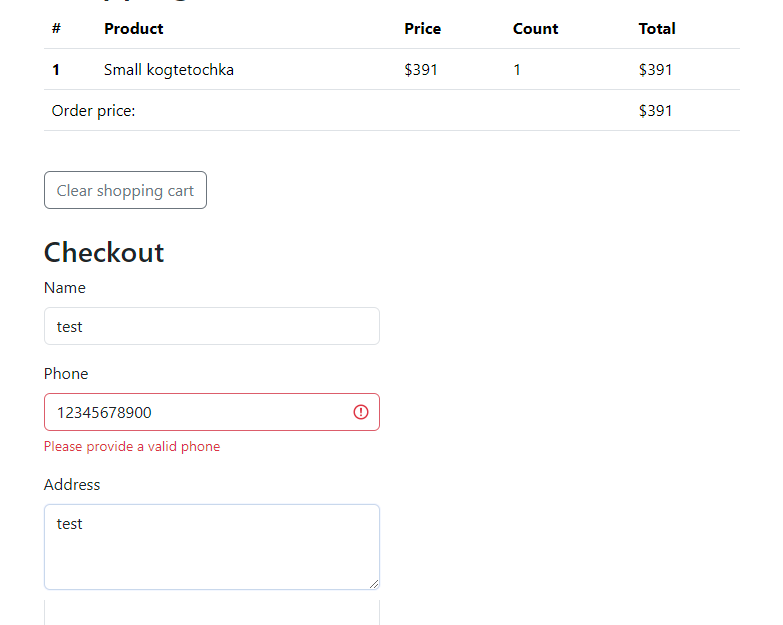 # Product Price Count Total
1 Small kogtetochka $391 1 $391
Order price: $391
Clear shopping cart
Checkout
Name
test
Phone
12345678900
Please provide a valid phone
Address
test